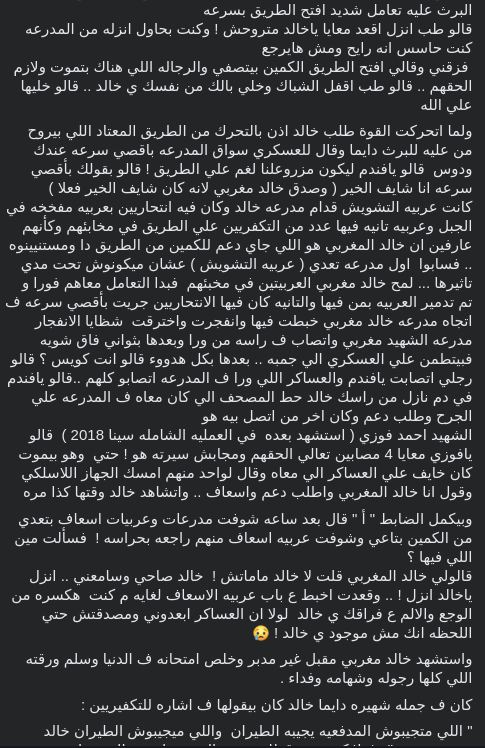 البرث عليه تعامل شديد افتح الطريق بسرعه
قالو طب انزل اقعد معايا ياخالد متروحش ! وكنت بحاول انزله من المدرعه
كنت حاسس انه رايح ومش هايرجع
فزقني وقالي افتح الطريق الكمين بيتصفي والرجاله اللي هناك بتموت ولازم
الحقهم .. قالو طب اقفل الشباك وخلي بالك من نفسك ي خالد .. قالو خليها
علي الله
ولما اتحركت القوة طلب خالد اذن بالتحرك من الطريق المعتاد اللي بيروح
من عليه للبرث دايما وقال للعسكري سواق المدرعه باقصي سرعه عندك
ودوس قالو يافندم ليكون مزروعلنا لغم علي الطريق ! قالو بقولك بأقصي
سرعه انا شايف الخير ( وصدق خالد مغربي لانه كان شايف الخير فعلا )
كانت عربيه التشويش قدام مدرعه خالد وكان فيه انتحاريين بعربيه مفخخه في
الجبل وعربيه تانيه فيها عدد من التكفريين علي الطريق في مخابئهم وكأنهم
عارفين ان خالد المغربي هو اللي جاي دعم للكمين من الطريق دا ومستنيينوه
.. فسابوا اول مدرعه تعدي ( عربيه التشويش ) عشان ميكونوش تحت مدي
تاثيرها ... لمح خالد مغربي العربيتين في مخبئهم فبدا التعامل معاهم فورا و
تم تدمير العربيه بمن فيها والتانيه كان فيها الانتحاريين جريت بأقصي سرعه ف
اتجاه مدرعه خالد مغربي خبطت فيها وانفجرت واخترقت شظايا الانفجار
مدرعه الشهيد مغربي واتصاب ف راسه من ورا وبعدها بثواني فاق شويه
فبيتطمن علي العسكري الي جمبه .. بعدها بكل هدووء قالو انت كويس ؟ قالو
رجلي اتصابت يافندم والعساكر اللي ورا ف المدرعه اتصابو كلهم ..قالو يافندم
في دم نازل من راسك خالد حط المصحف الي كان معاه ف المدرعه علي
الجرح وطلب دعم وكان اخر من اتصل بيه هو
الشهيد احمد فوزي ( استشهد بعده في العمليه الشامله سينا 2018 ) قالو
يافوزي معايا 4 مصابين تعالي الحقهم ومجابش سيرته هو ! حتي وهو بيموت
كان خايف علي العساكر الي معاه وقال لواحد منهم امسك الجهاز اللاسلكي
وقول انا خالد المغربي واطلب دعم واسعاف .. واتشاهد خالد وقتها كذا مره
وبيكمل الضابط " أ " قال بعد ساعه شوفت مدرعات وعربيات اسعاف بتعدي
من الكمين بتاعي وشوفت عربيه اسعاف منهم راجعه بحراسه ! فسألت مين
اللي فيها ؟
قالولي خالد المغربي قلت لا خالد ماماتش ! خالد صاحي وسامعني .. انزل
ياخالد انزل ! .. وقعدت اخبط ع باب عربيه الاسعاف لغايه م كنت هكسره من
الوجع والالم ع فراقك ي خالد لولا ان العساكر ابعدوني ومصدقتش حتي
اللحظه انك مش موجود ي خالد ! 😥
واستشهد خالد مغربي مقبل غير مدبر وخلص امتحانه ف الدنيا وسلم ورقته
اللي كلها رجوله وشهامه وفداء .
كان ف جمله شهيره دايما خالد كان بيقولها ف اشاره للتكفيريين :
" اللي متجيبوش المدفعيه يجيبه الطيران واللي ميجيبوش الطيران خالد